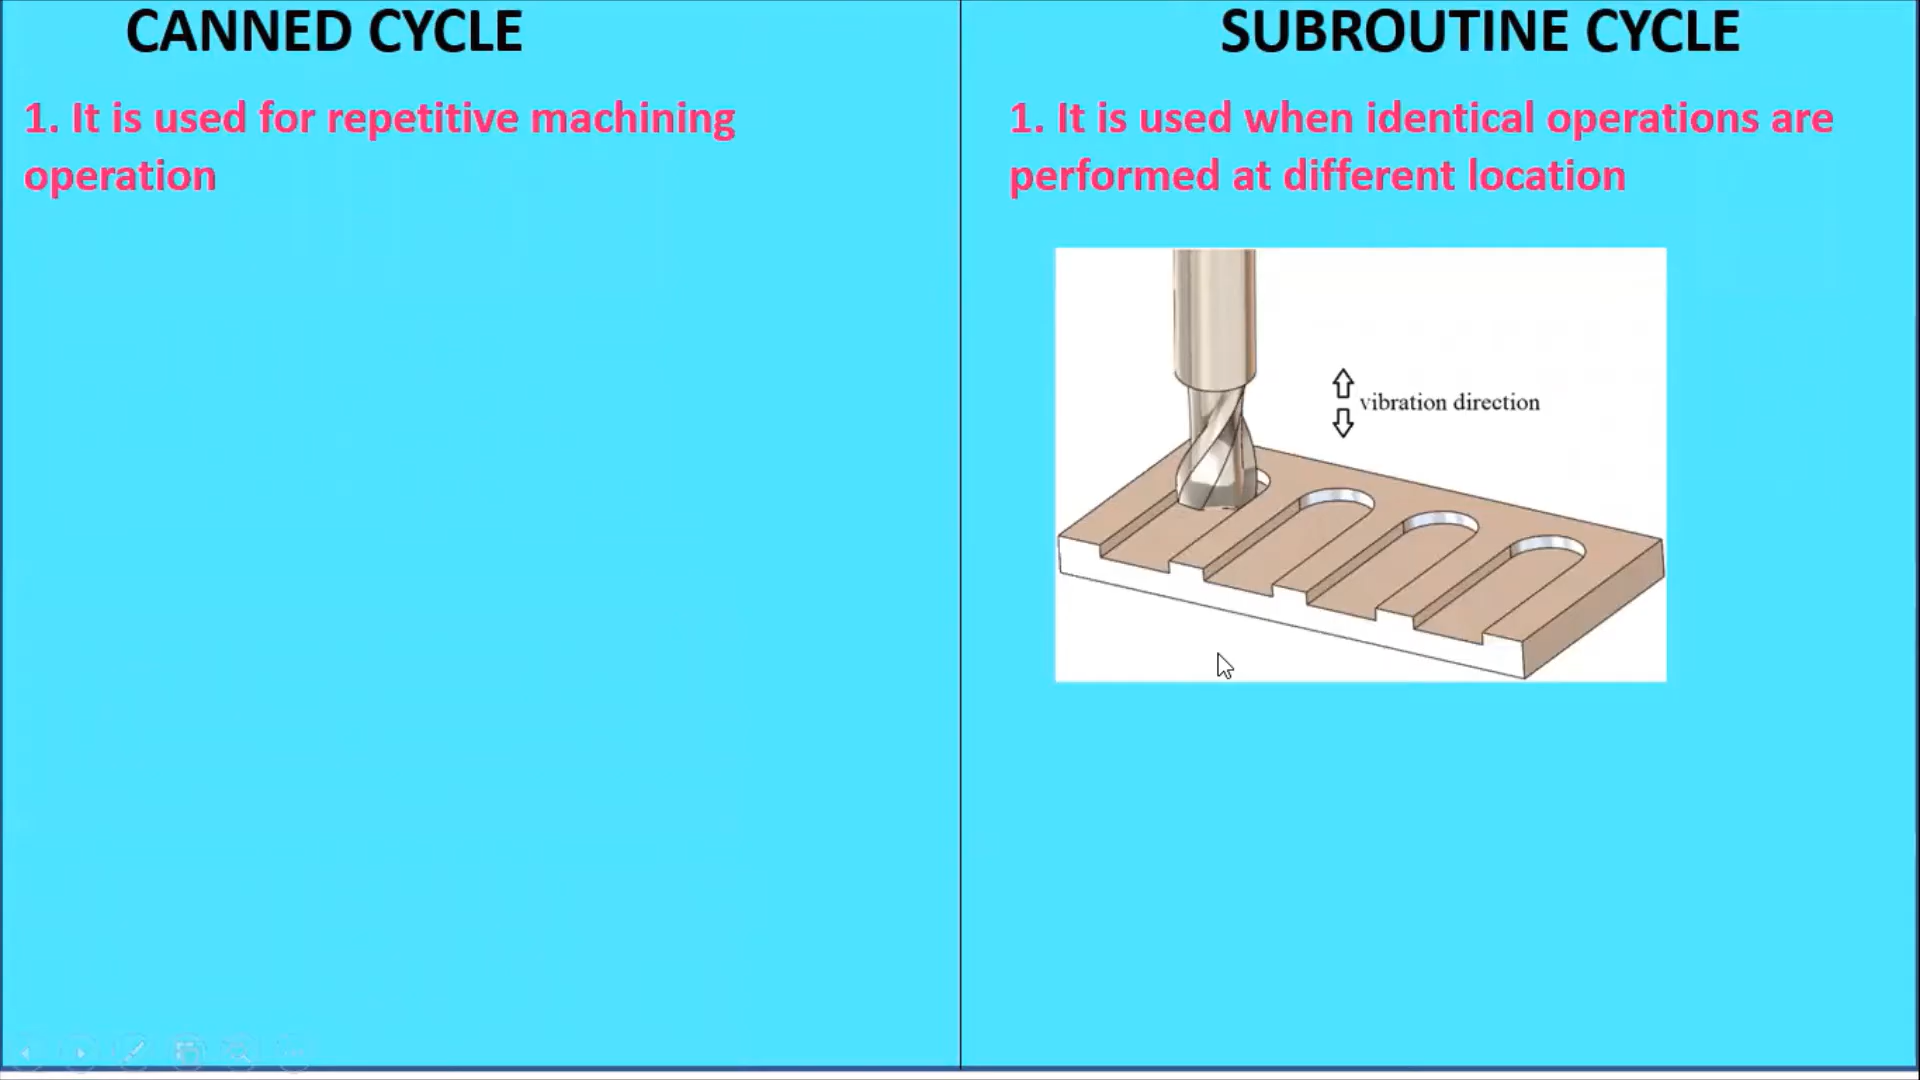 CANNED CYCLE
1. It is used for repetitive machining
operation
SUBROUTINE CYCLE
1. It is used when identical operations are
performed at different location
vibration direction